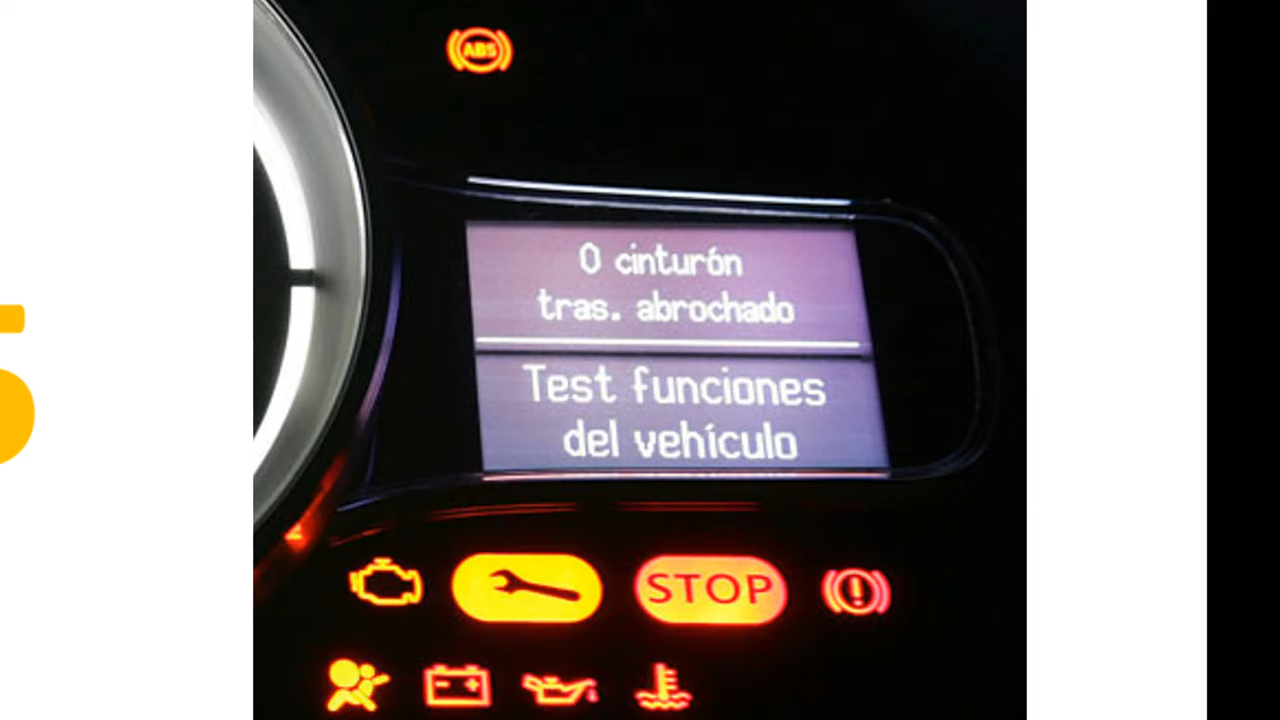 ABS
0 cinturón
tras. abrochado
Test funciones
del vehículo
STOP